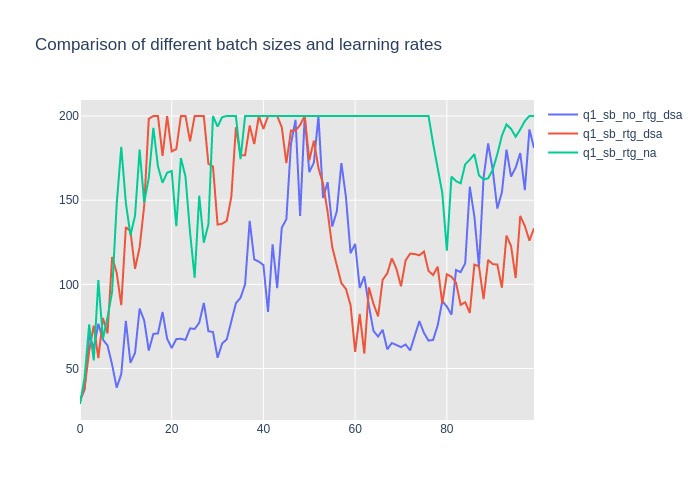 Comparison of different batch sizes and learning rates
200
150
100
50
0
20
40
60
80
q1_sb_no_rtg_dsa
q1_sb_rtg_dsa
q1_sb_rtg_na